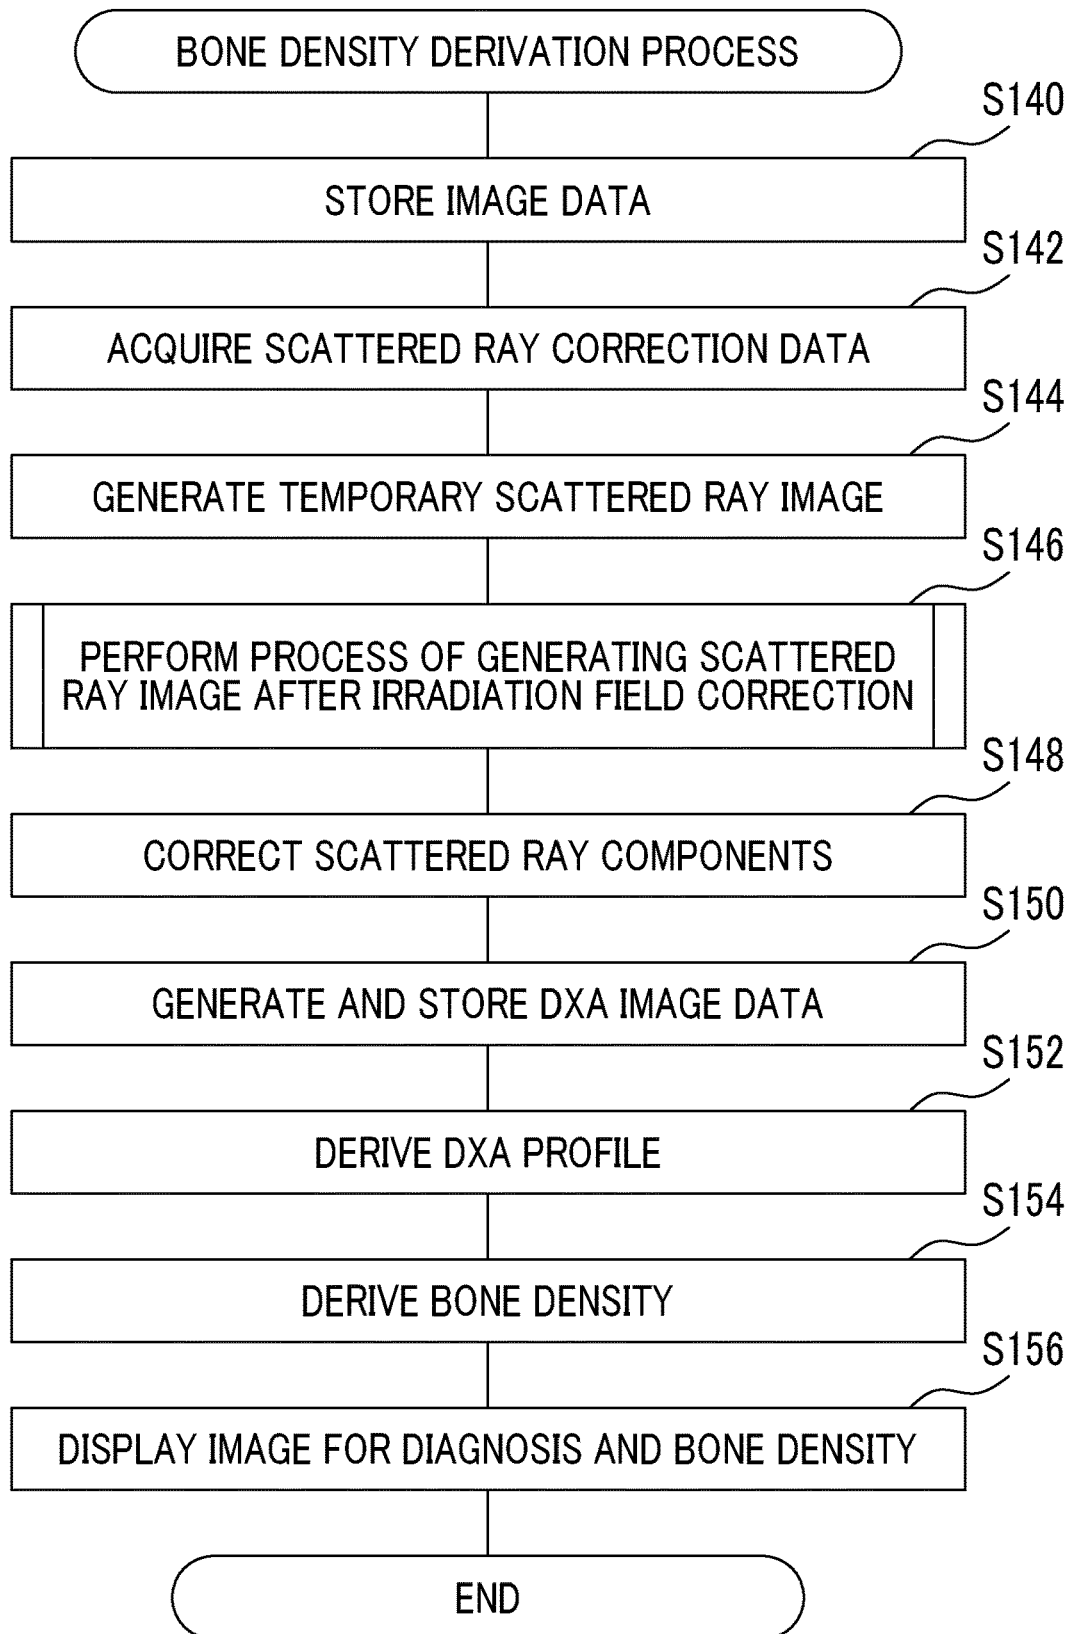 BONE DENSITY DERIVATION PROCESS
S140
STORE IMAGE DATA
S142
ACQUIRE SCATTERED RAY CORRECTION DATA
S144
GENERATE TEMPORARY SCATTERED RAY IMAGE
S146
PERFORM PROCESS OF GENERATING SCATTERED
RAY IMAGE AFTER IRRADIATION FIELD CORRECTION
S148
CORRECT SCATTERED RAY COMPONENTS
S150
GENERATE AND STORE DXA IMAGE DATA
S152
DERIVE DXA PROFILE
S154
DERIVE BONE DENSITY
S156
DISPLAY IMAGE FOR DIAGNOSIS AND BONE DENSITY
END